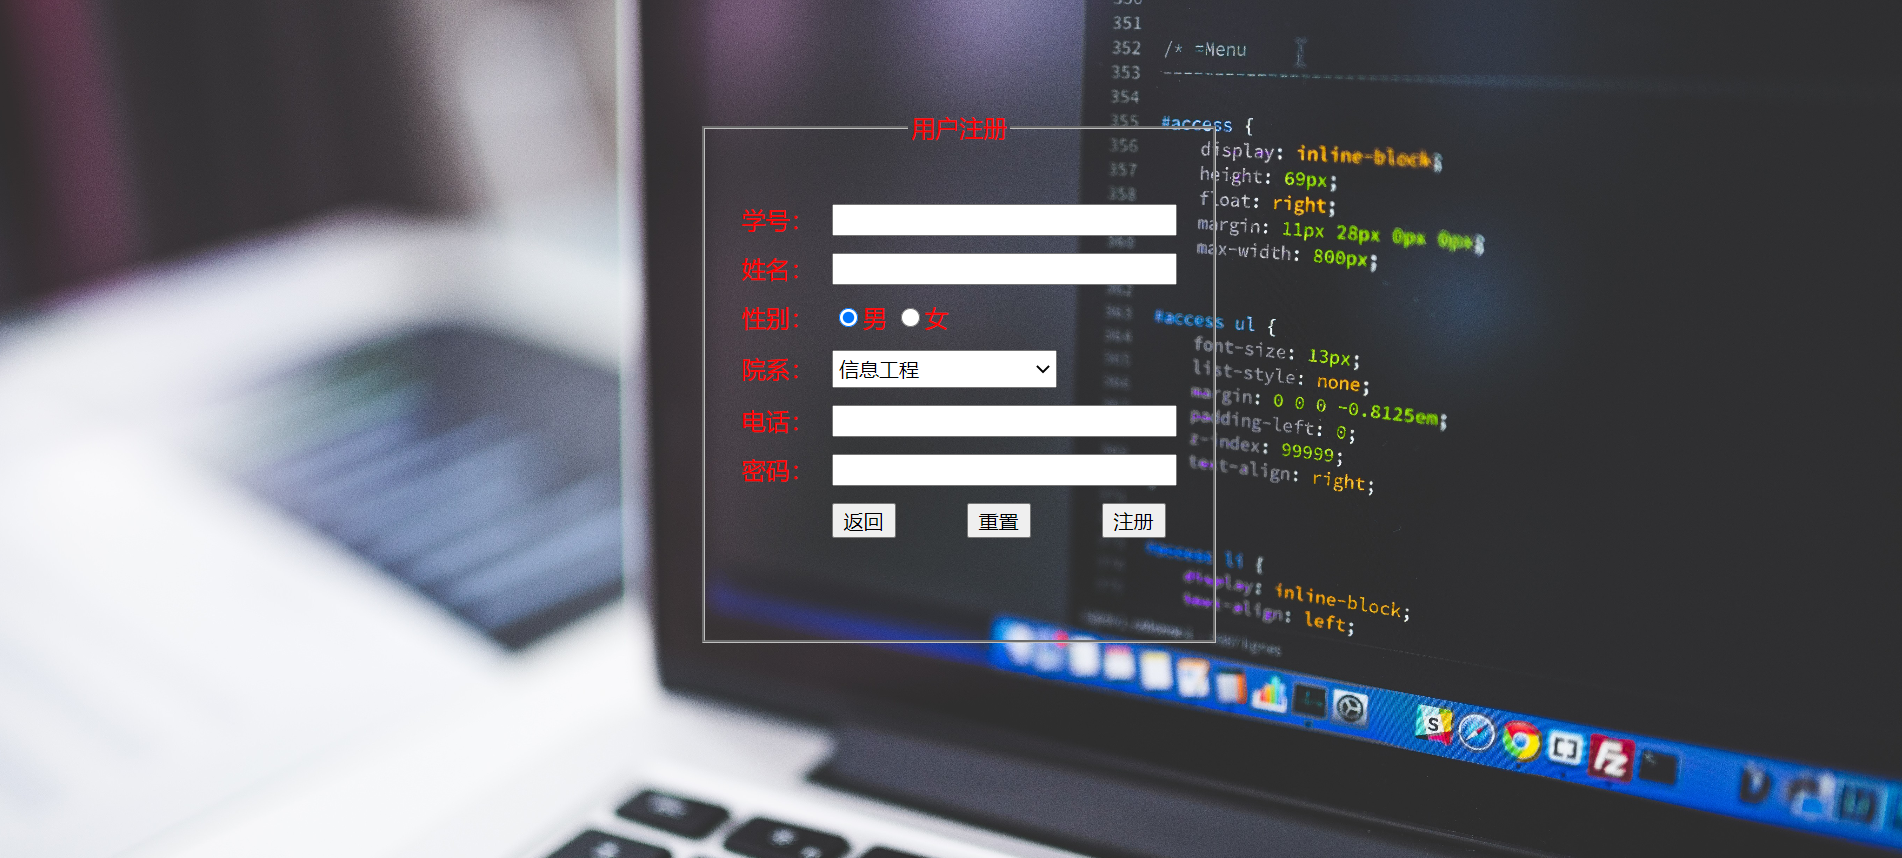 351
352 /* =Menu
353
354
355 #access {
356 display: inline-block;
357 height: 69px;
358 float: right;
margin: 11px 28px 0px 0px;
max-width: 800px;
#access ul {
font-size: 13px;
list-style: none;
margin: 0 0 0 -0.8125em;
padding-left: 0;
z-index: 99999;
text-align: right;
#access li {
display: inline-block;
text-align: left;
用户注册
学号：
姓名：
性别： 男 女
院系： 信息工程
电话：
密码：
返回 重置 注册